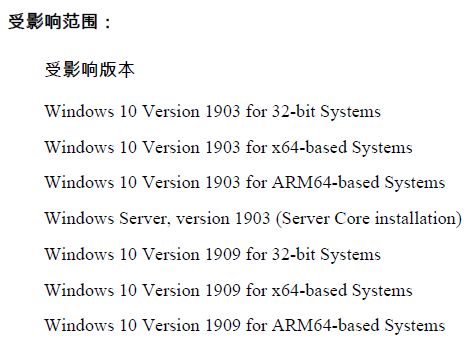 受影响范围：
受影响版本
Windows 10 Version 1903 for 32-bit Systems
Windows 10 Version 1903 for x64-based Systems
Windows 10 Version 1903 for ARM64-based Systems
Windows Server, version 1903 (Server Core installation)
Windows 10 Version 1909 for 32-bit Systems
Windows 10 Version 1909 for x64-based Systems
Windows 10 Version 1909 for ARM64-based Systems